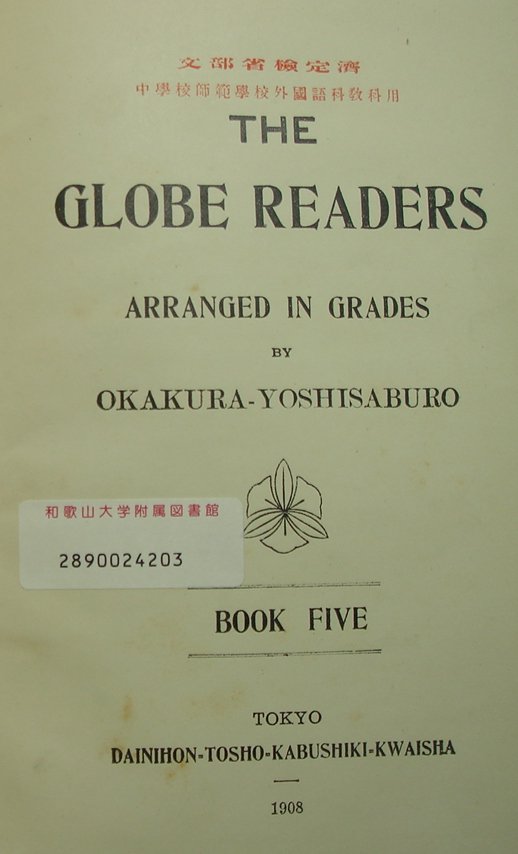 文部省檢定濟
中學校師範學校外國語科敎科用
THE
GLOBE READERS
ARRANGED IN GRADES
BY
OKAKURA-YOSHISABURO
和歌山大学附属図書館
2890024203
BOOK FIVE
TOKYO
DAINIHON-TOSHO-KABUSHIKI-KWAISHA
1908